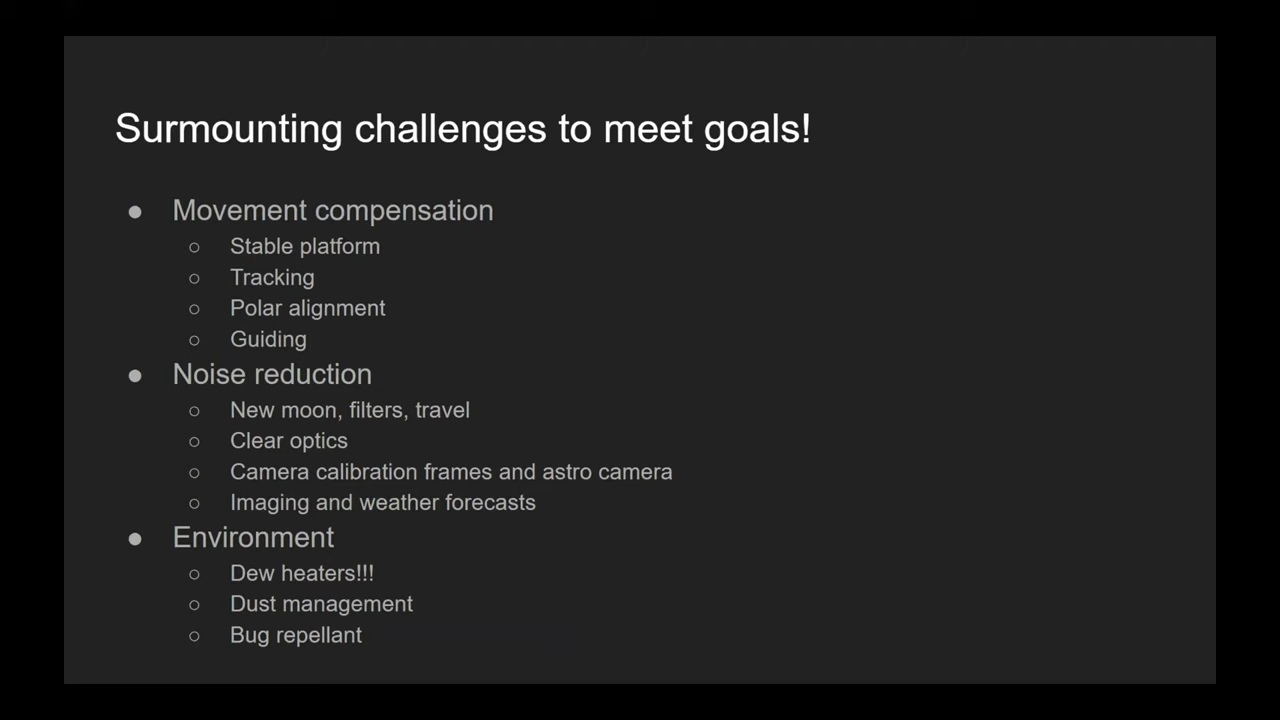 Surmounting challenges to meet goals!
● Movement compensation
○ Stable platform
○ Tracking
○ Polar alignment
○ Guiding
● Noise reduction
○ New moon, filters, travel
○ Clear optics
○ Camera calibration frames and astro camera
○ Imaging and weather forecasts
● Environment
○ Dew heaters!!!
○ Dust management
○ Bug repellant